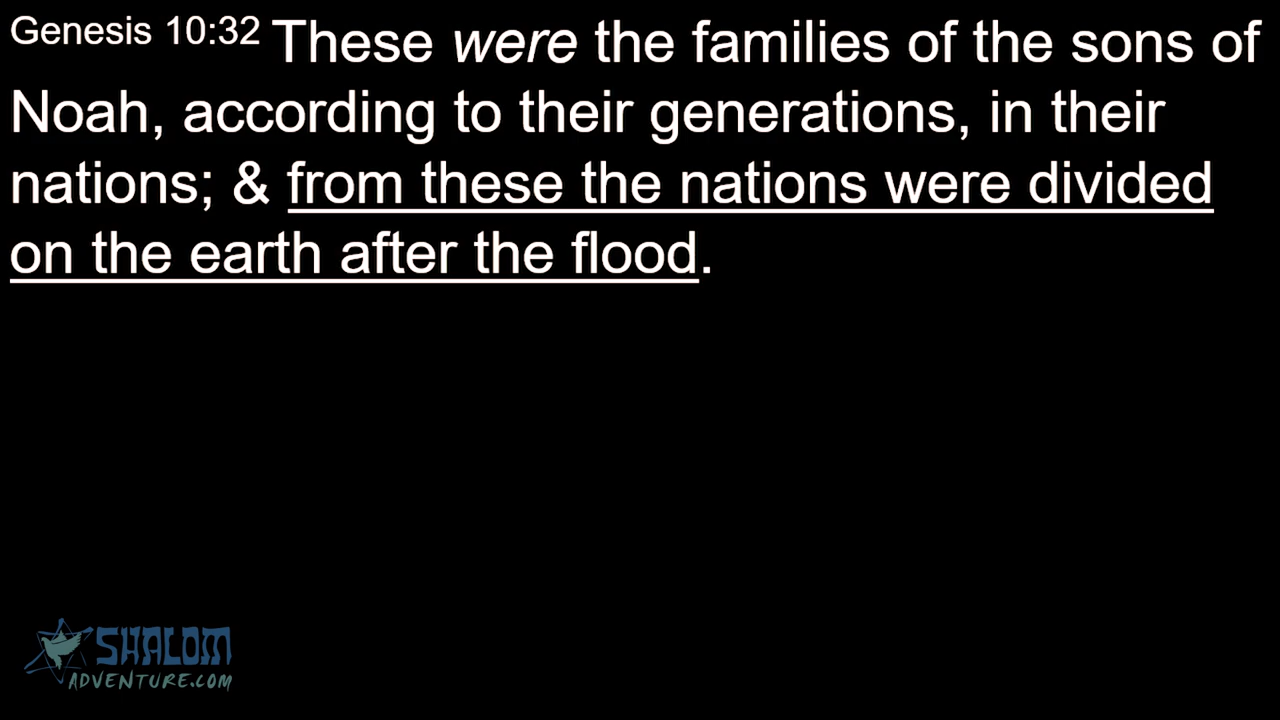 Genesis 10:32 These were the families of the sons of
Noah, according to their generations, in their
nations; & from these the nations were divided
on the earth after the flood.
SHALOM
ADVENTURE.COM